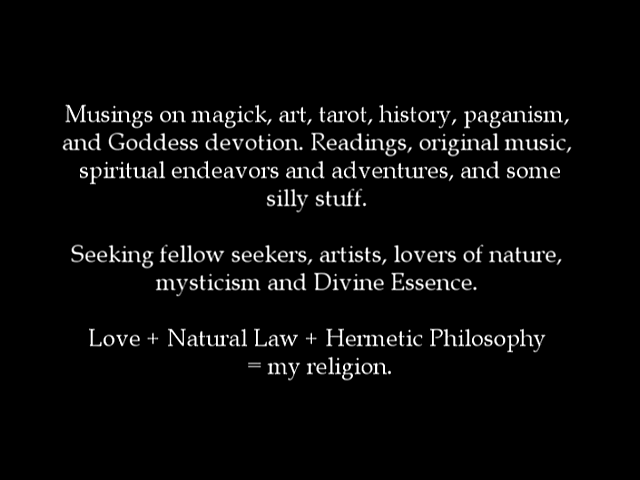 Musings on magick, art, tarot, history, paganism,
and Goddess devotion. Readings, original music,
spiritual endeavors and adventures, and some
silly stuff.
Seeking fellow seekers, artists, lovers of nature,
mysticism and Divine Essence.
Love + Natural Law + Hermetic Philosophy
= my religion.